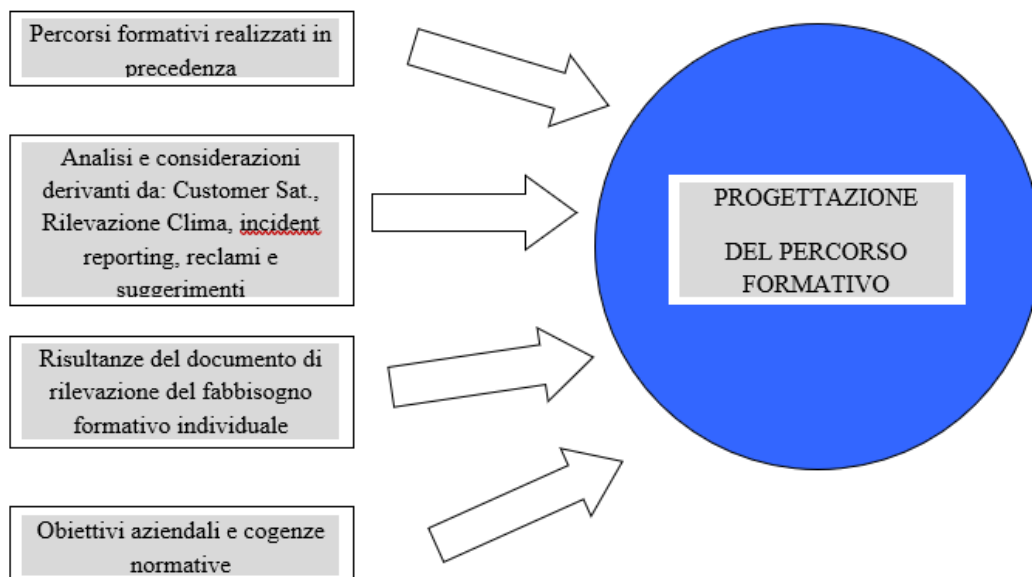 Percorsi formativi realizzati in
precedenza
Analisi e considerazioni
derivanti da: Customer Sat.,
Rilevazione Clima, incident
reporting, reclami e
suggerimenti
Risultanze del documento di
rilevazione del fabbisogno
formativo individuale
Obiettivi aziendali e cogenze
normative
PROGETTAZIONE
DEL PERCORSO
FORMATIVO